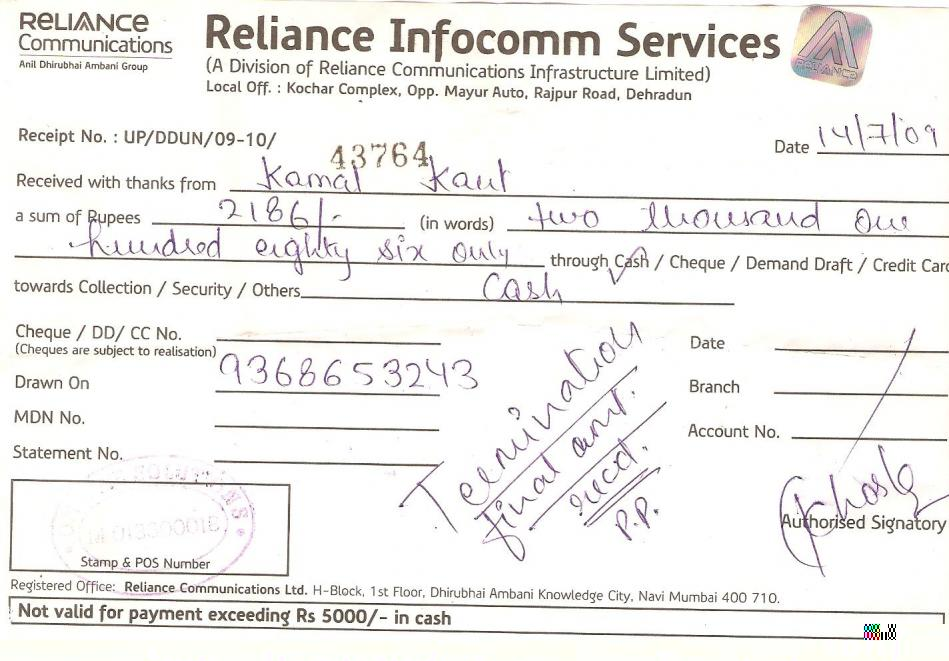 RELIANCE
Communications
Anil Dhirubhai Ambani Group
Reliance Infocomm Services
(A Division of Reliance Communications Infrastructure Limited)
Local Off. : Kochar Complex, Opp. Mayur Auto, Rajpur Road, Dehradun
RELIANCE
Receipt No. : UP/DDUN/09-10/ 43764
Date 14/7/09
Received with thanks from Kamal Kant
a sum of Rupees 2186/- (in words) two thousand one
hundred eighty six only through Cash / Cheque / Demand Draft / Credit Card
towards Collection / Security / Others Cash
Cheque / DD/ CC No.
(Cheques are subject to realisation)
Drawn On 9368653243
MDN No.
Statement No.
Termination
final amt.
recd.
P.P.
Date
Branch
Account No.
Authorised Signatory
Stamp & POS Number
Registered Office: Reliance Communications Ltd. H-Block, 1st Floor, Dhirubhai Ambani Knowledge City, Navi Mumbai 400 710.
Not valid for payment exceeding Rs 5000/- in cash